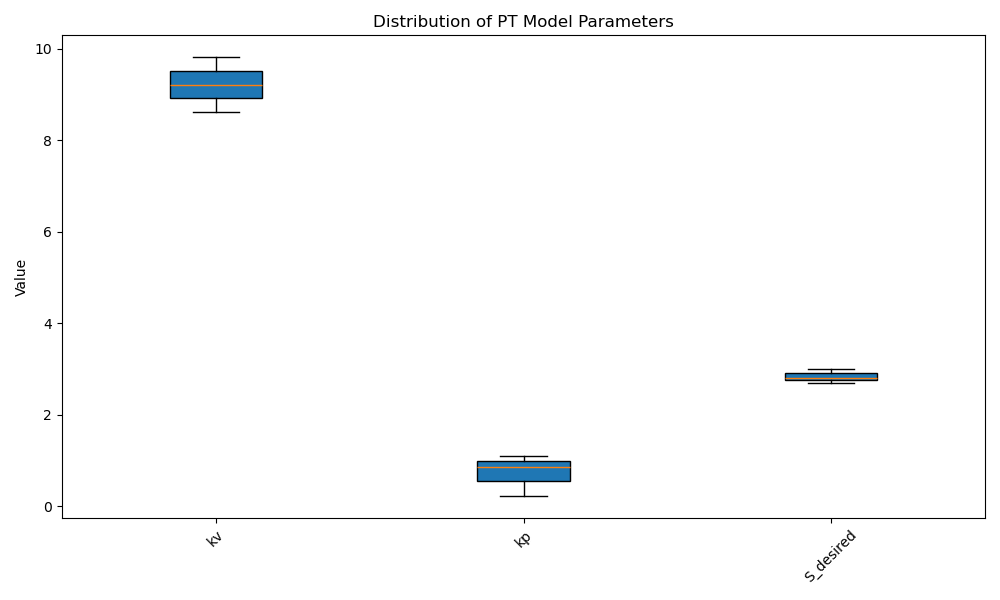 Distribution of PT Model Parameters
10
8
6
4
2
0
Value
kv
kp
S_desired